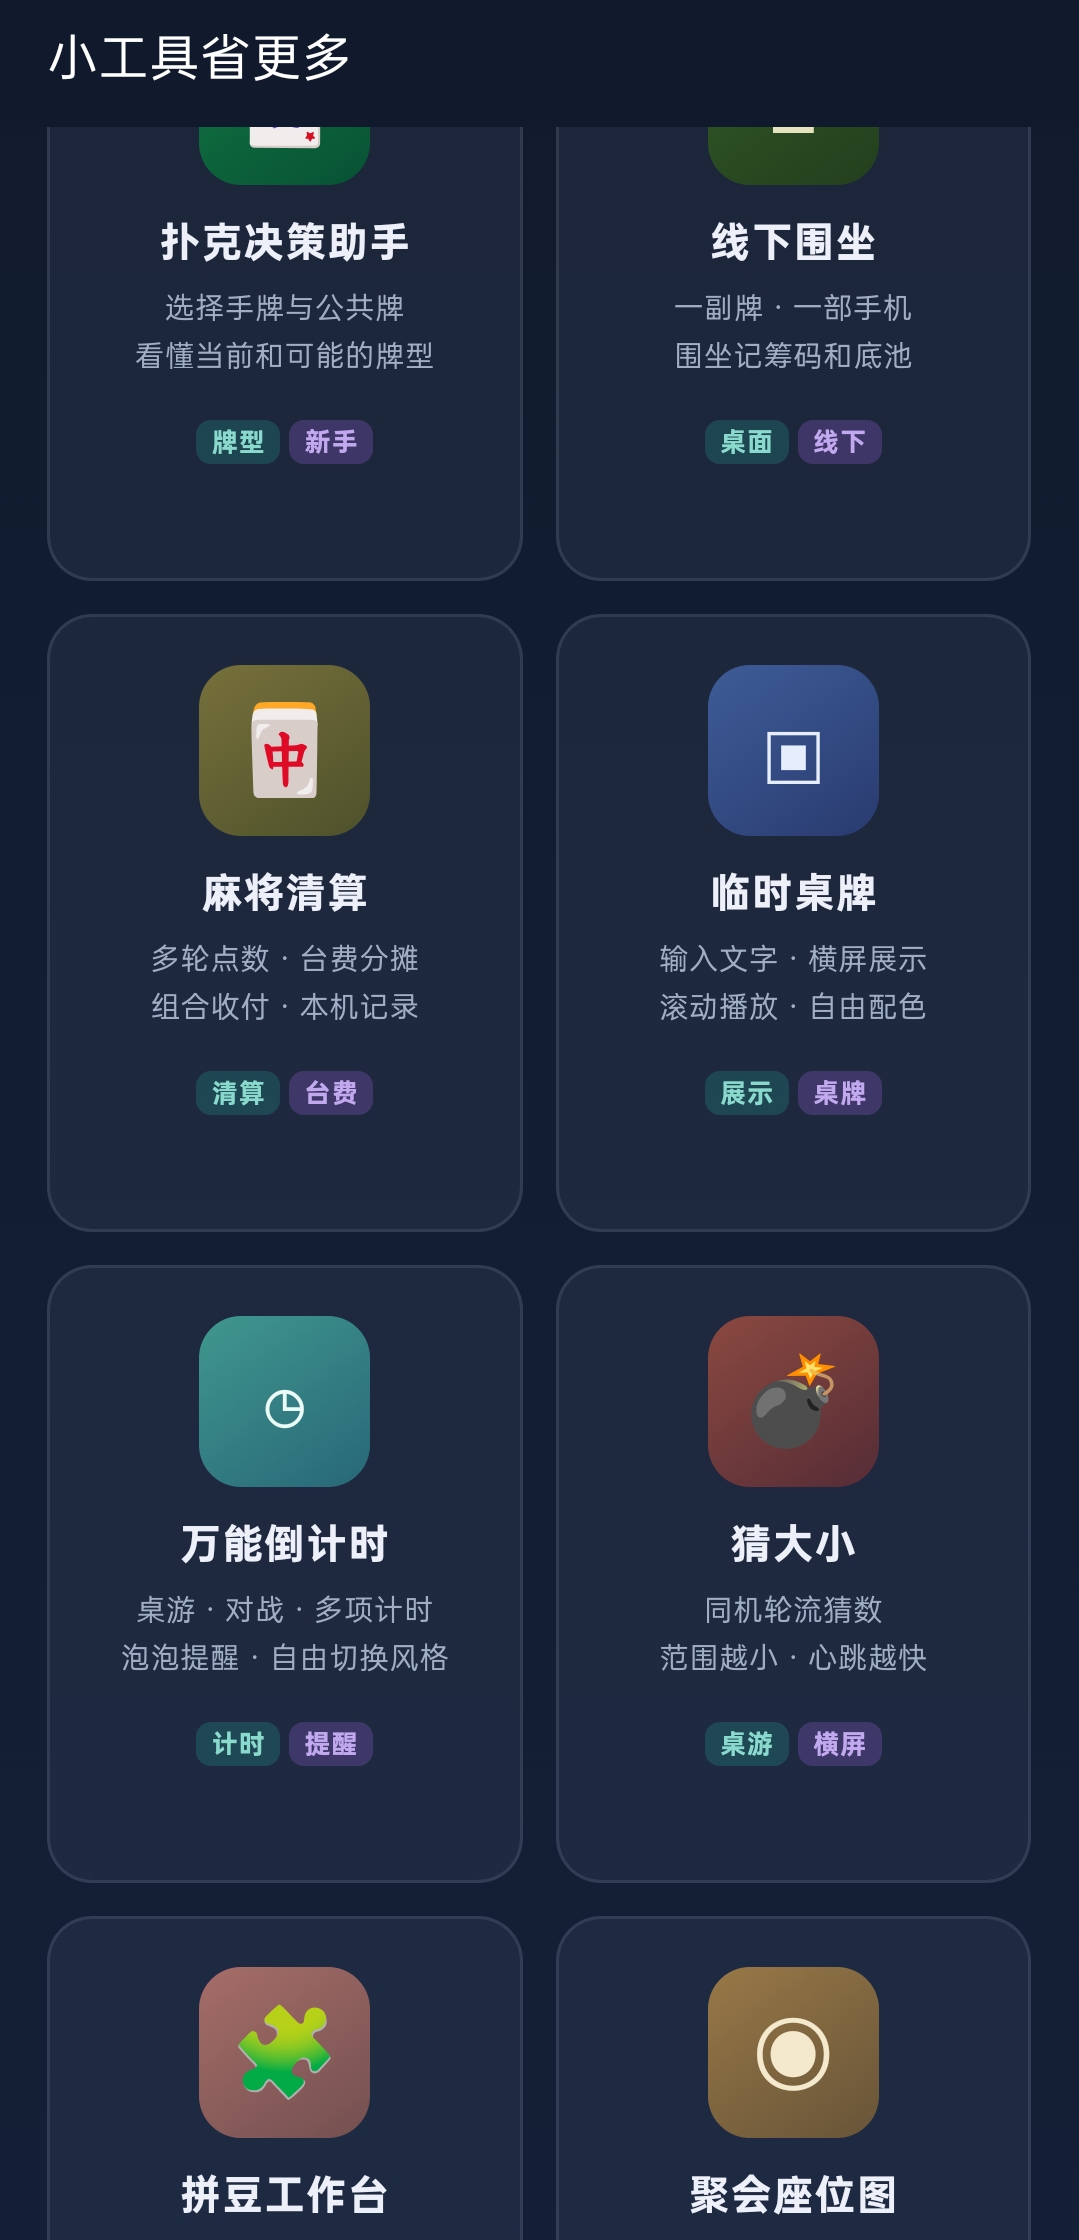 小工具省更多
扑克决策助手
选择手牌与公共牌
看懂当前和可能的牌型
牌型 新手
线下围坐
一副牌 · 一部手机
围坐记筹码和底池
桌面 线下
中
麻将清算
多轮点数 · 台费分摊
组合收付 · 本机记录
清算 台费
临时桌牌
输入文字 · 横屏展示
滚动播放 · 自由配色
展示 桌牌
万能倒计时
桌游 · 对战 · 多项计时
泡泡提醒 · 自由切换风格
计时 提醒
猜大小
同机轮流猜数
范围越小 · 心跳越快
桌游 横屏
拼豆工作台
聚会座位图